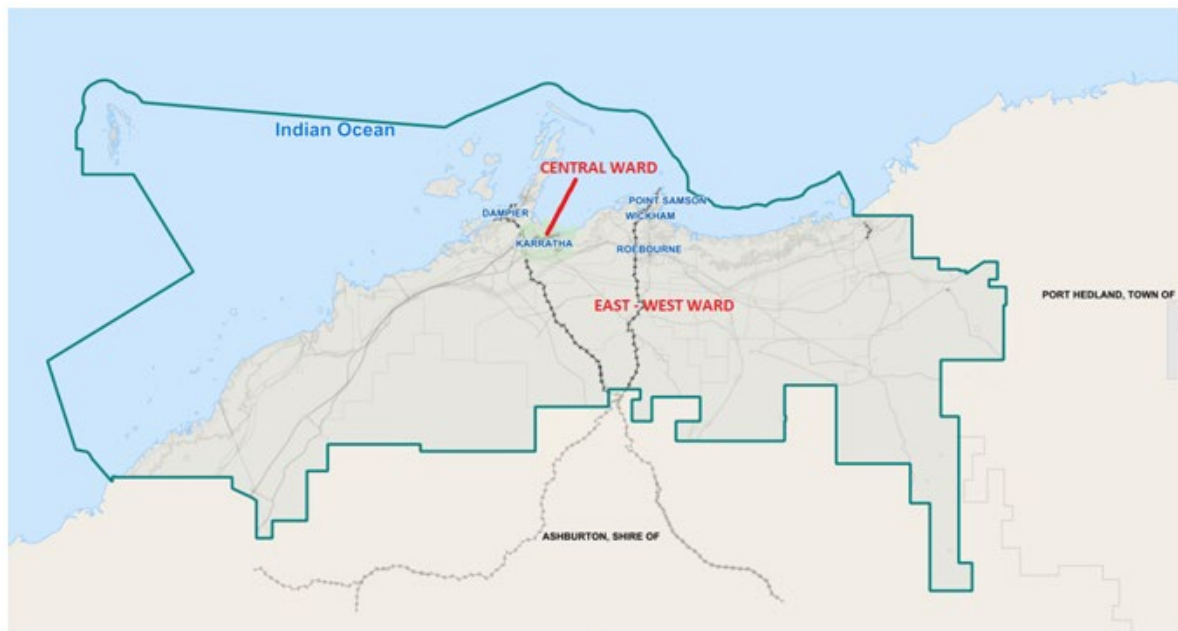 Indian Ocean
CENTRAL WARD
POINT SAMSON
DAMPIER
WICKHAM
KARRATHA
ROEBOURNE
PORT HEDLAND, TOWN OF
EAST - WEST WARD
ASHBURTON, SHIRE OF